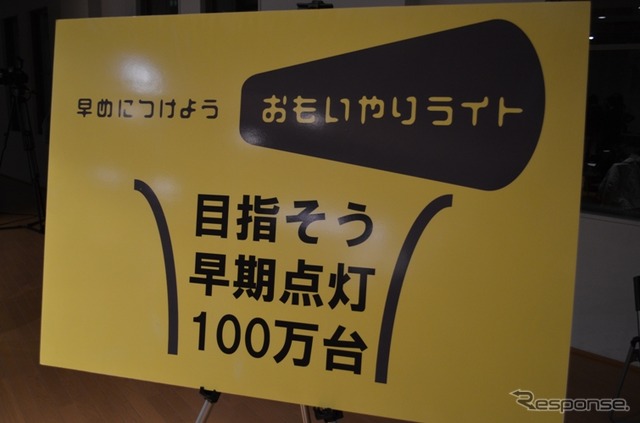 早めにつけよう おもいやりライト
目指そう
早期点灯
100万台
Response.